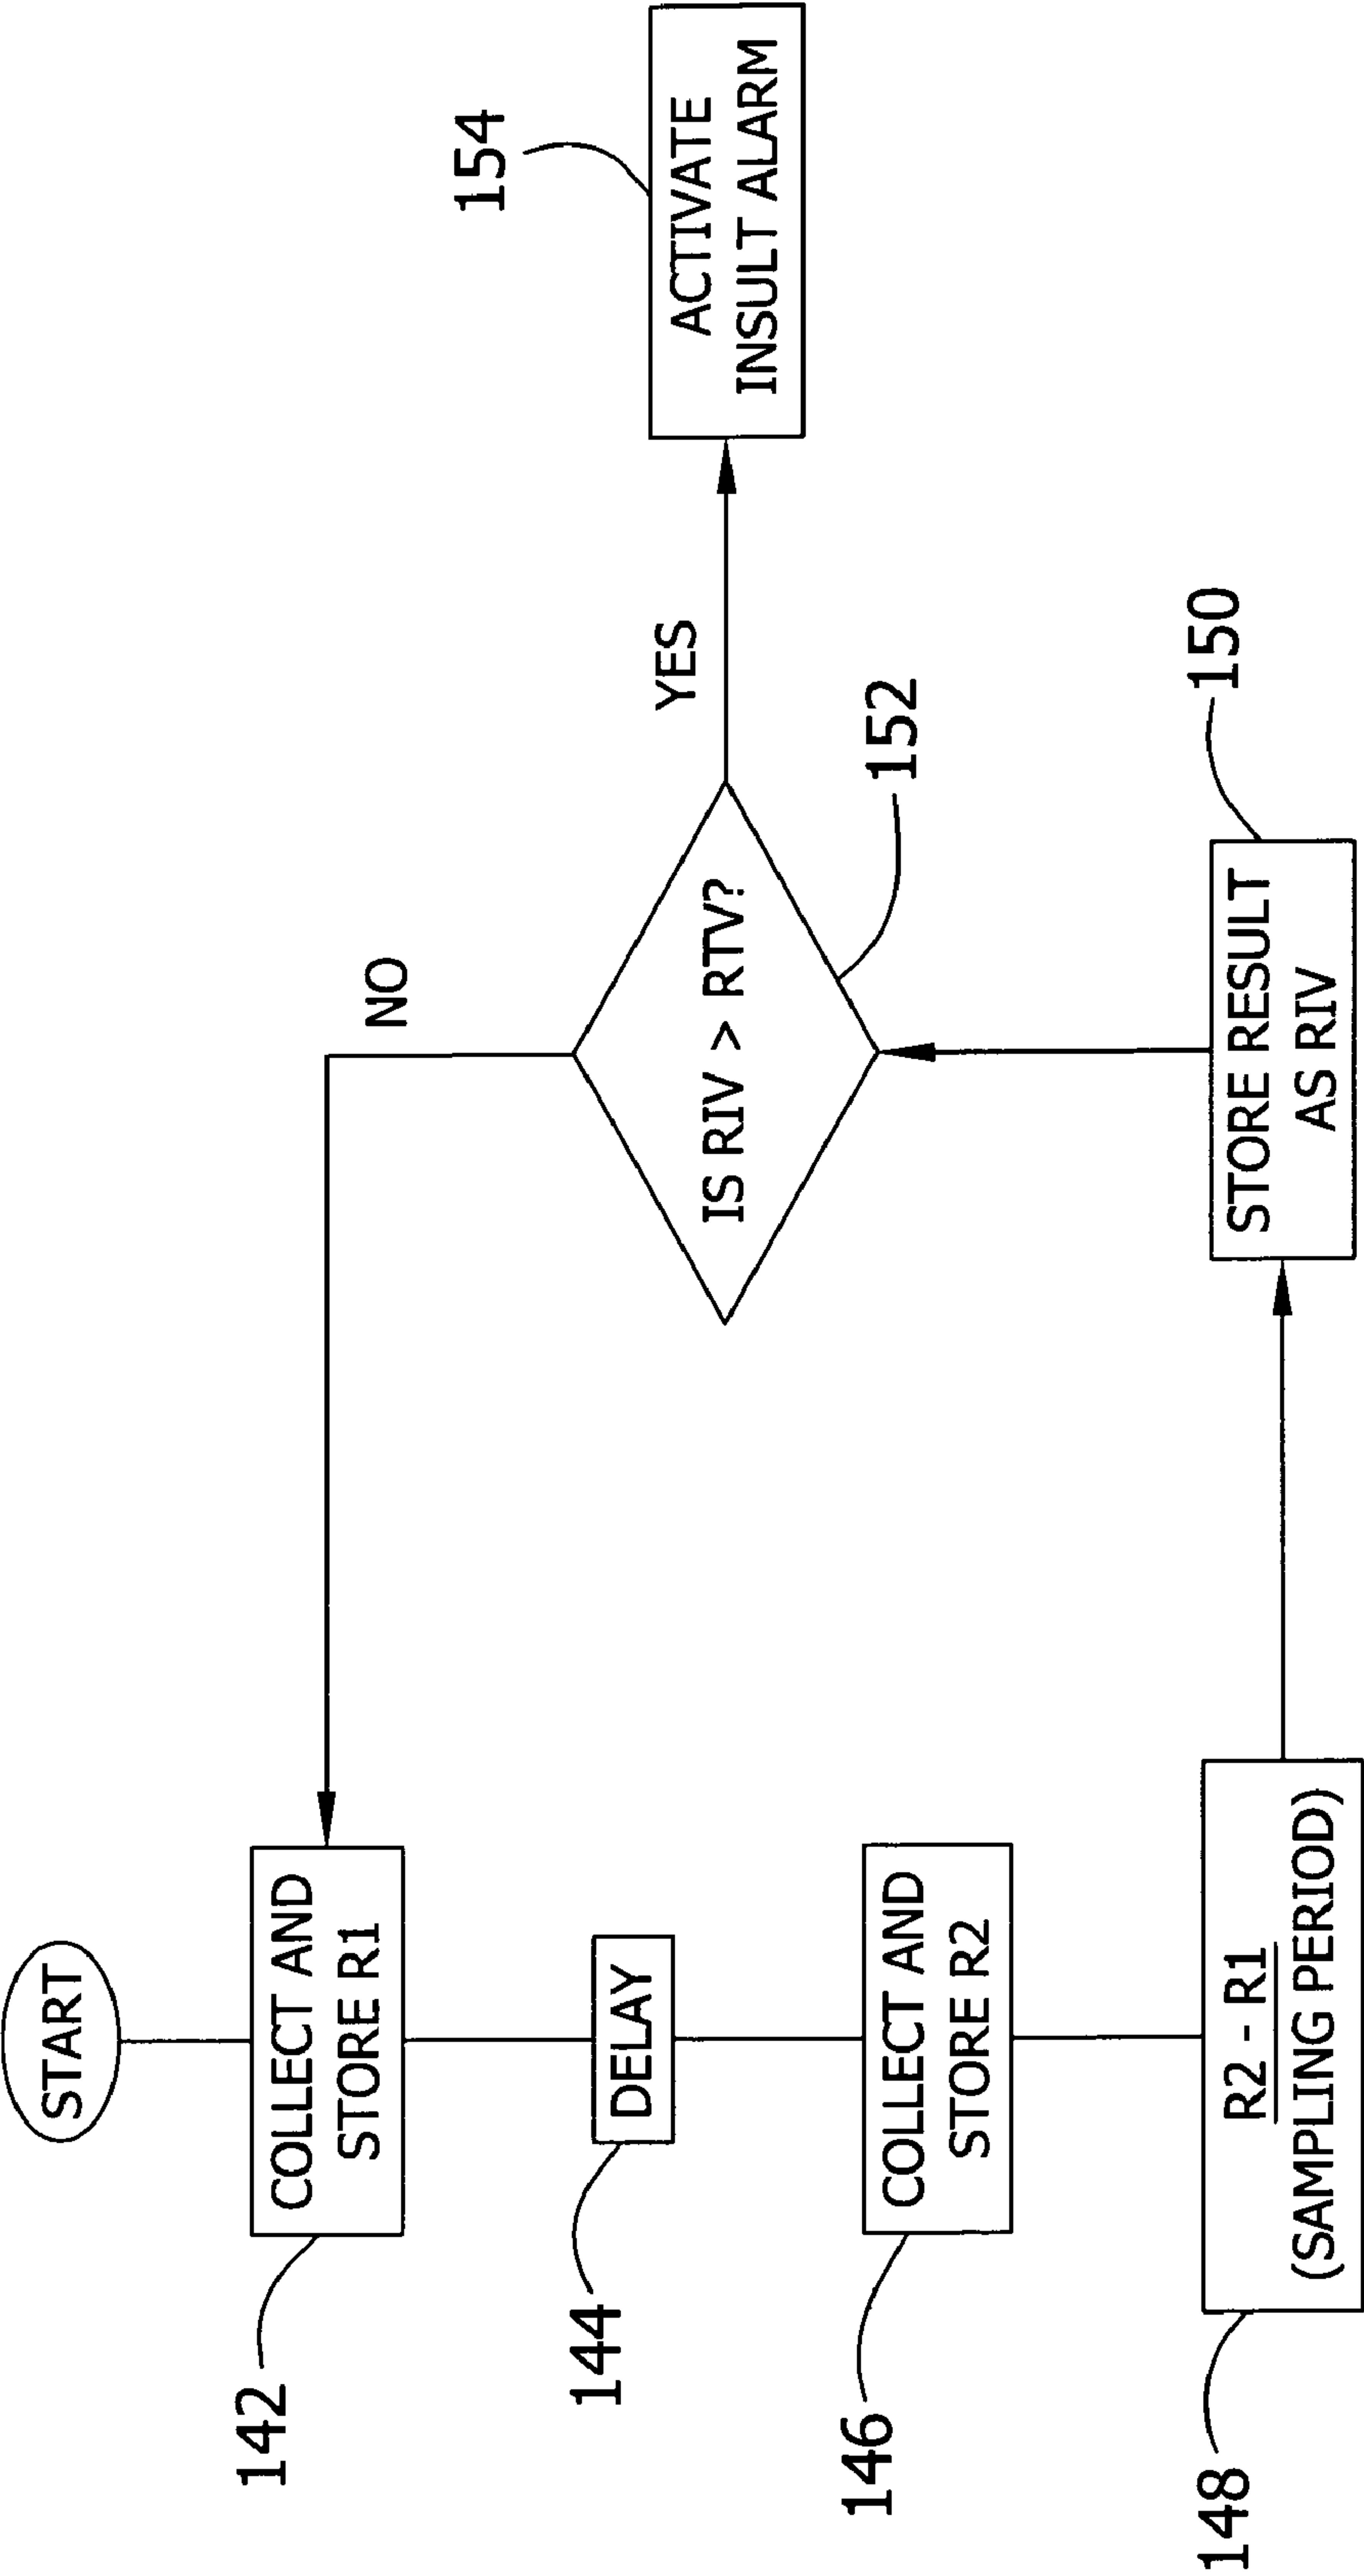 START
142
COLLECT AND
STORE R1
144
DELAY
146
COLLECT AND
STORE R2
148
R2 - R1
(SAMPLING PERIOD)
150
STORE RESULT
AS RIV
152
IS RIV > RTV?
NO
YES
154
ACTIVATE
INSULT ALARM